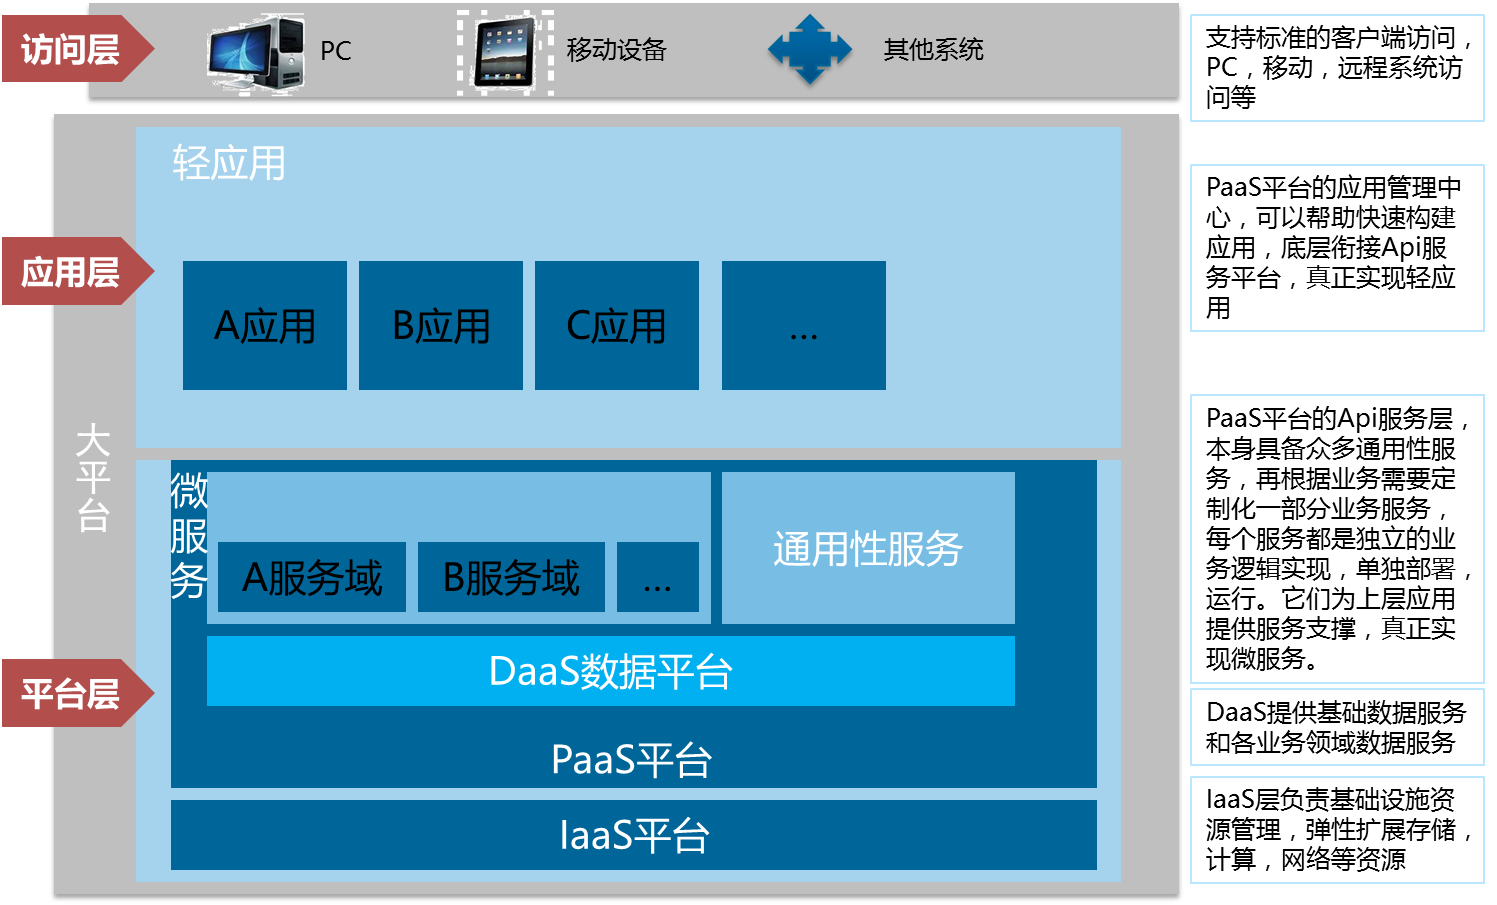 访问层
PC
移动设备
其他系统
支持标准的客户端访问，
PC，移动，远程系统访
问等
轻应用
应用层
A应用
B应用
C应用
...
PaaS平台的应用管理中
心，可以帮助快速构建
应用，底层衔接Api服
务平台，真正实现轻应
用
大平台
微服务
A服务域
B服务域
...
通用性服务
PaaS平台的Api服务层，
本身具备众多通用性服
务，再根据业务需要定
制化一部分业务服务，
每个服务都是独立的业
务逻辑实现，单独部署，
运行。它们为上层应用
提供服务支撑，真正实
现微服务。
平台层
DaaS数据平台
PaaS平台
DaaS提供基础数据服务
和各业务领域数据服务
IaaS平台
IaaS层负责基础设施资
源管理，弹性扩展存储，
计算，网络等资源